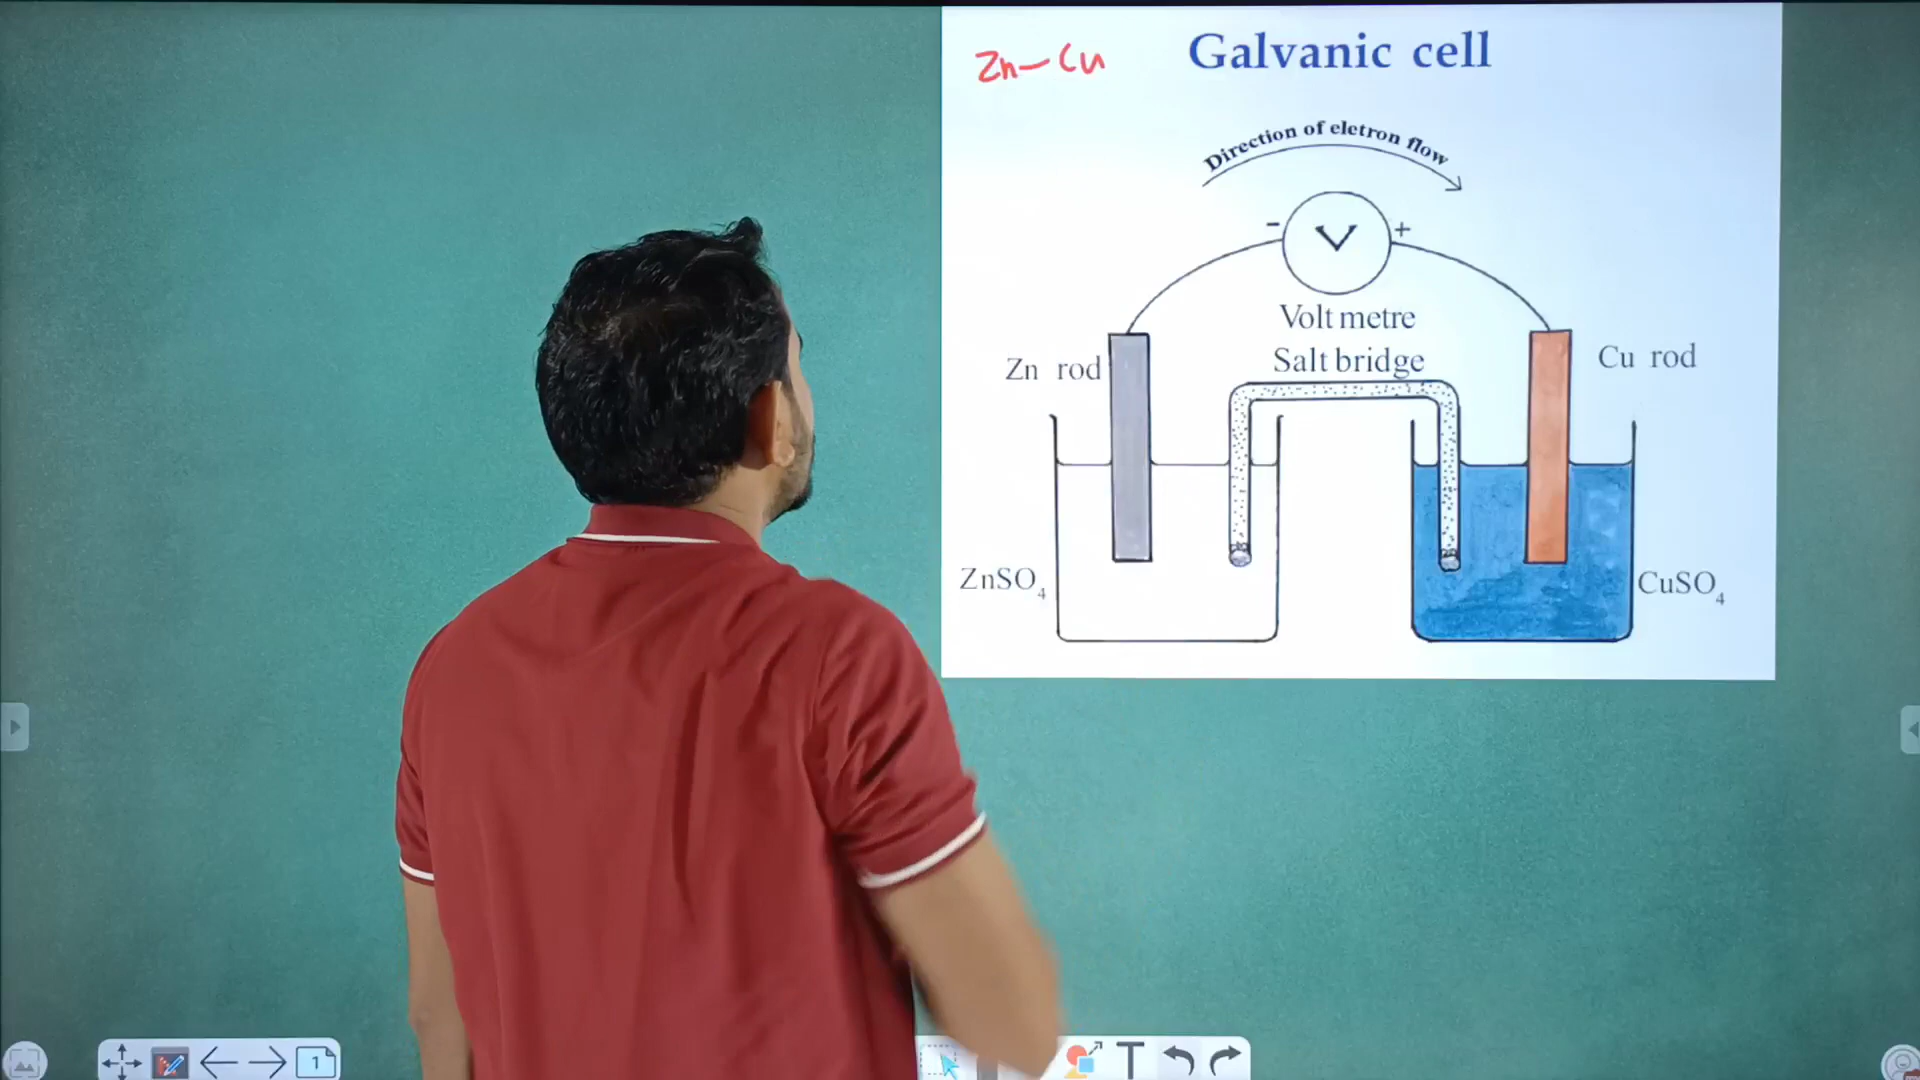 Zn-Cu
Galvanic cell
Direction of eletron flow
- V +
Volt metre
Zn rod
Salt bridge
Cu rod
ZnSO₄
CuSO₄
1
T